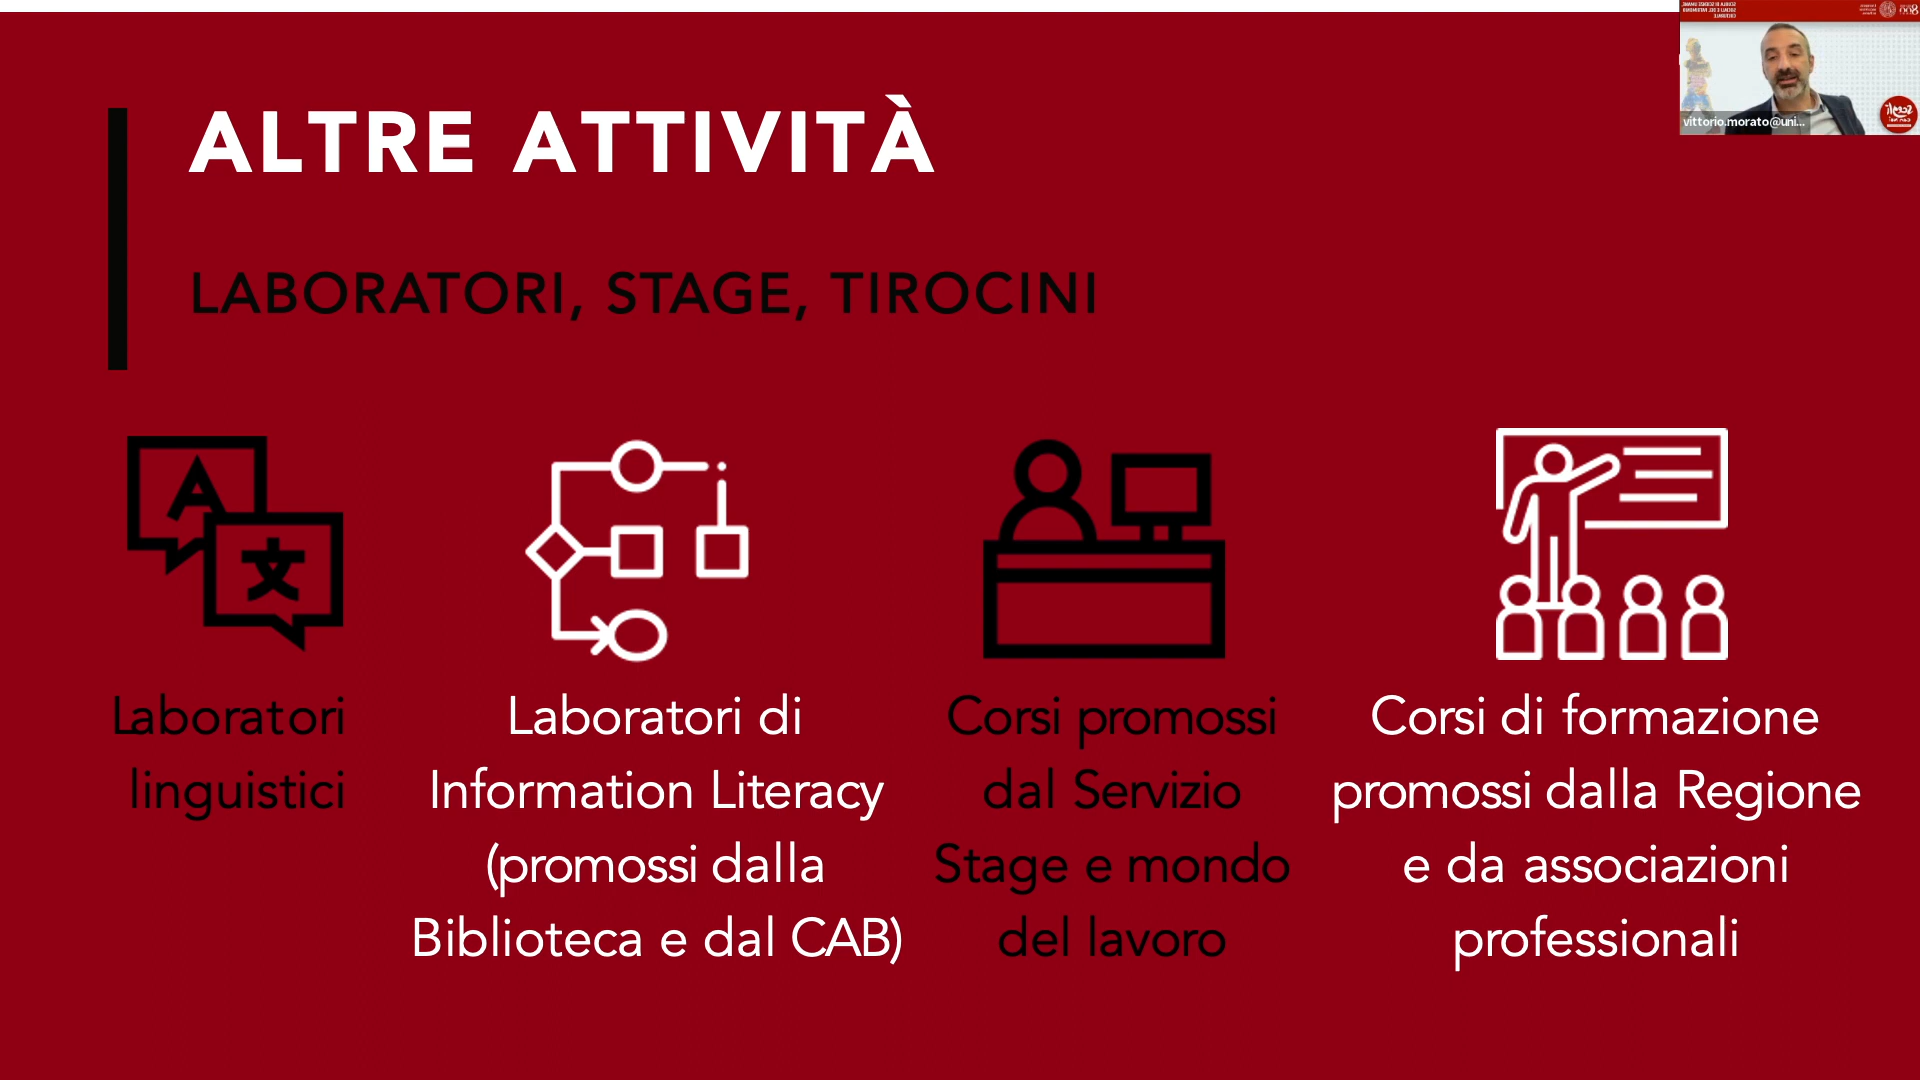 ALTRE ATTIVITÀ
LABORATORI, STAGE, TIROCINI
A
文
Laboratori
linguistici
Laboratori di
Information Literacy
(promossi dalla
Biblioteca e dal CAB)
Corsi promossi
dal Servizio
Stage e mondo
del lavoro
Corsi di formazione
promossi dalla Regione
e da associazioni
professionali
vittorio.morato@uni...